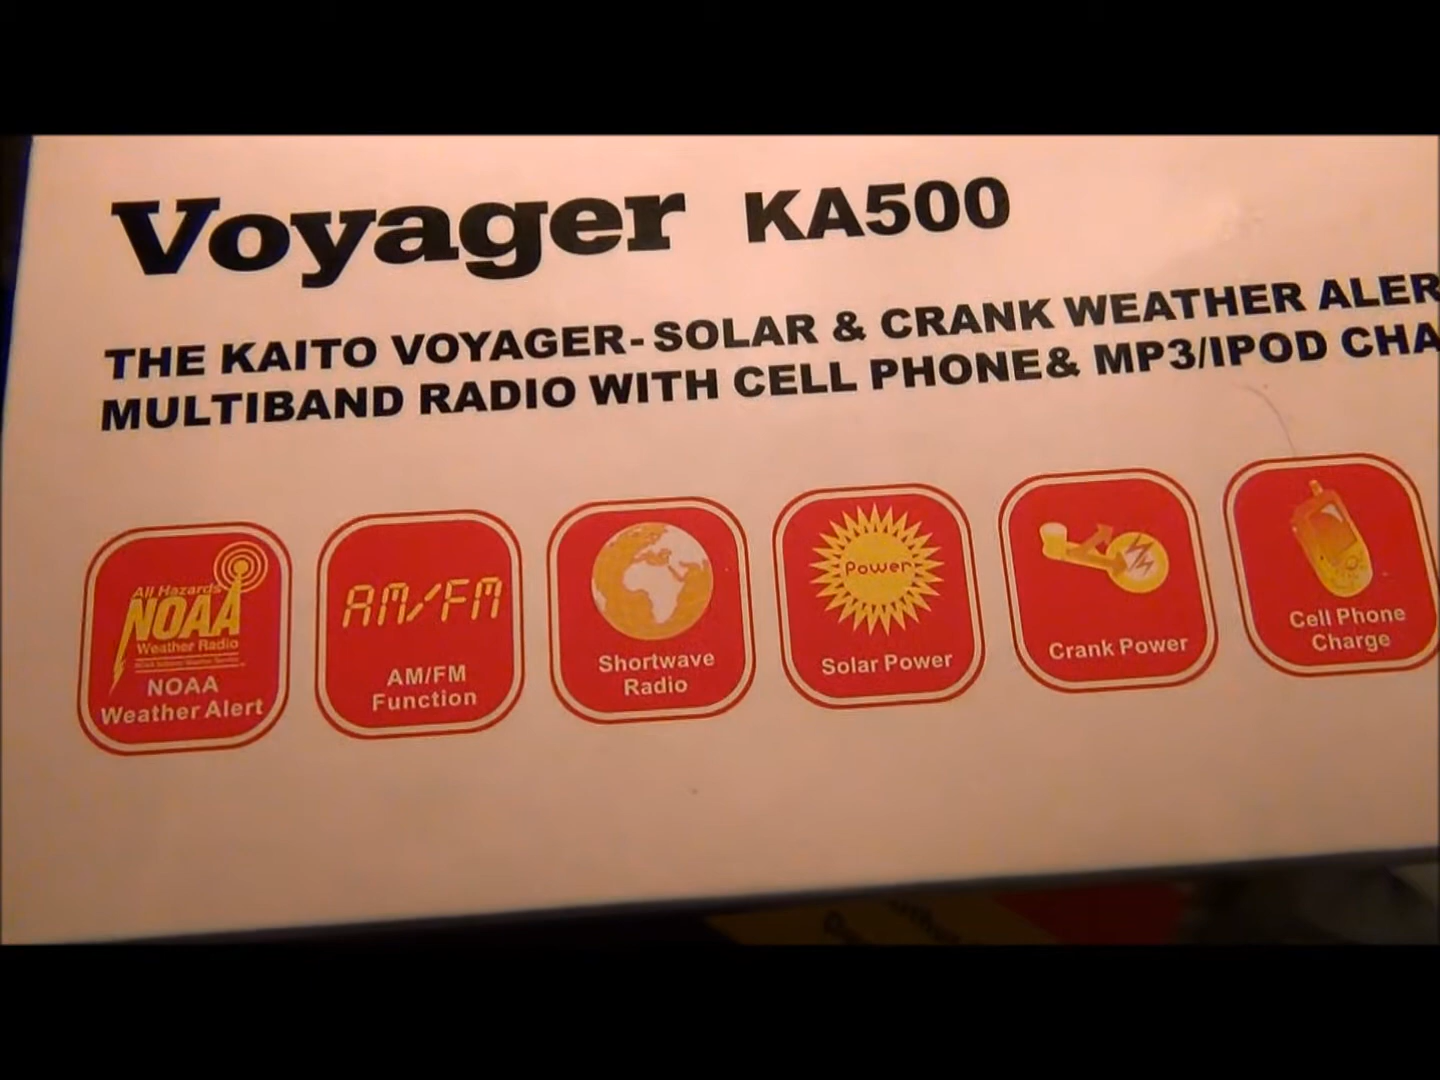 Voyager KA500
THE KAITO VOYAGER-SOLAR & CRANK WEATHER ALER
MULTIBAND RADIO WITH CELL PHONE& MP3/IPOD CHA
All Hazards
NOAA
Weather Radio
NOAA
Weather Alert
AM/FM
AM/FM
Function
Shortwave
Radio
Power
Solar Power
Crank Power
Cell Phone
Charge